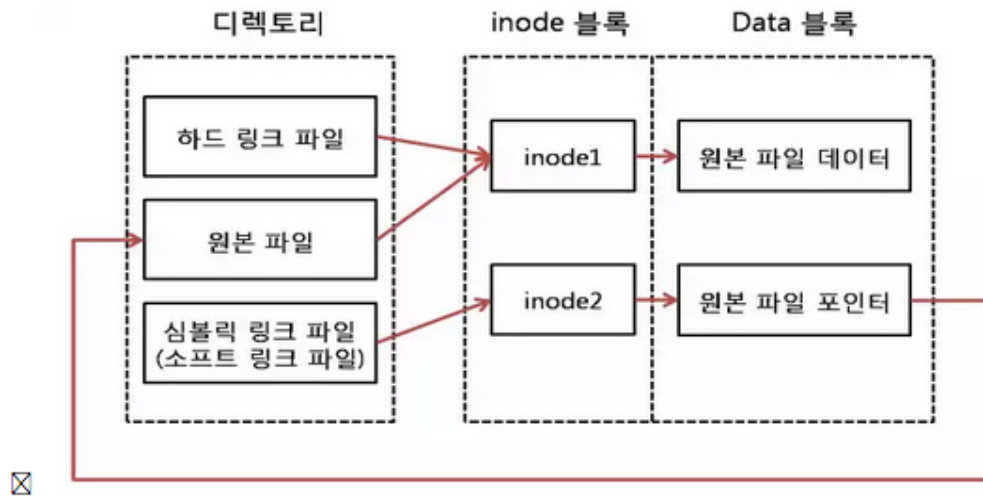 디렉토리
inode 블록
Data 블록
하드 링크 파일
inode1
원본 파일 데이터
원본 파일
심볼릭 링크 파일
(소프트 링크 파일)
inode2
원본 파일 포인터